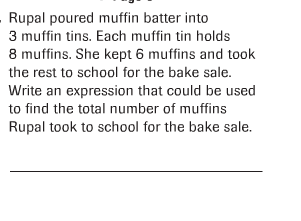 Rupal poured muffin batter into
3 muffin tins. Each muffin tin holds
8 muffins. She kept 6 muffins and took
the rest to school for the bake sale.
Write an expression that could be used
to find the total number of muffins
Rupal took to school for the bake sale.